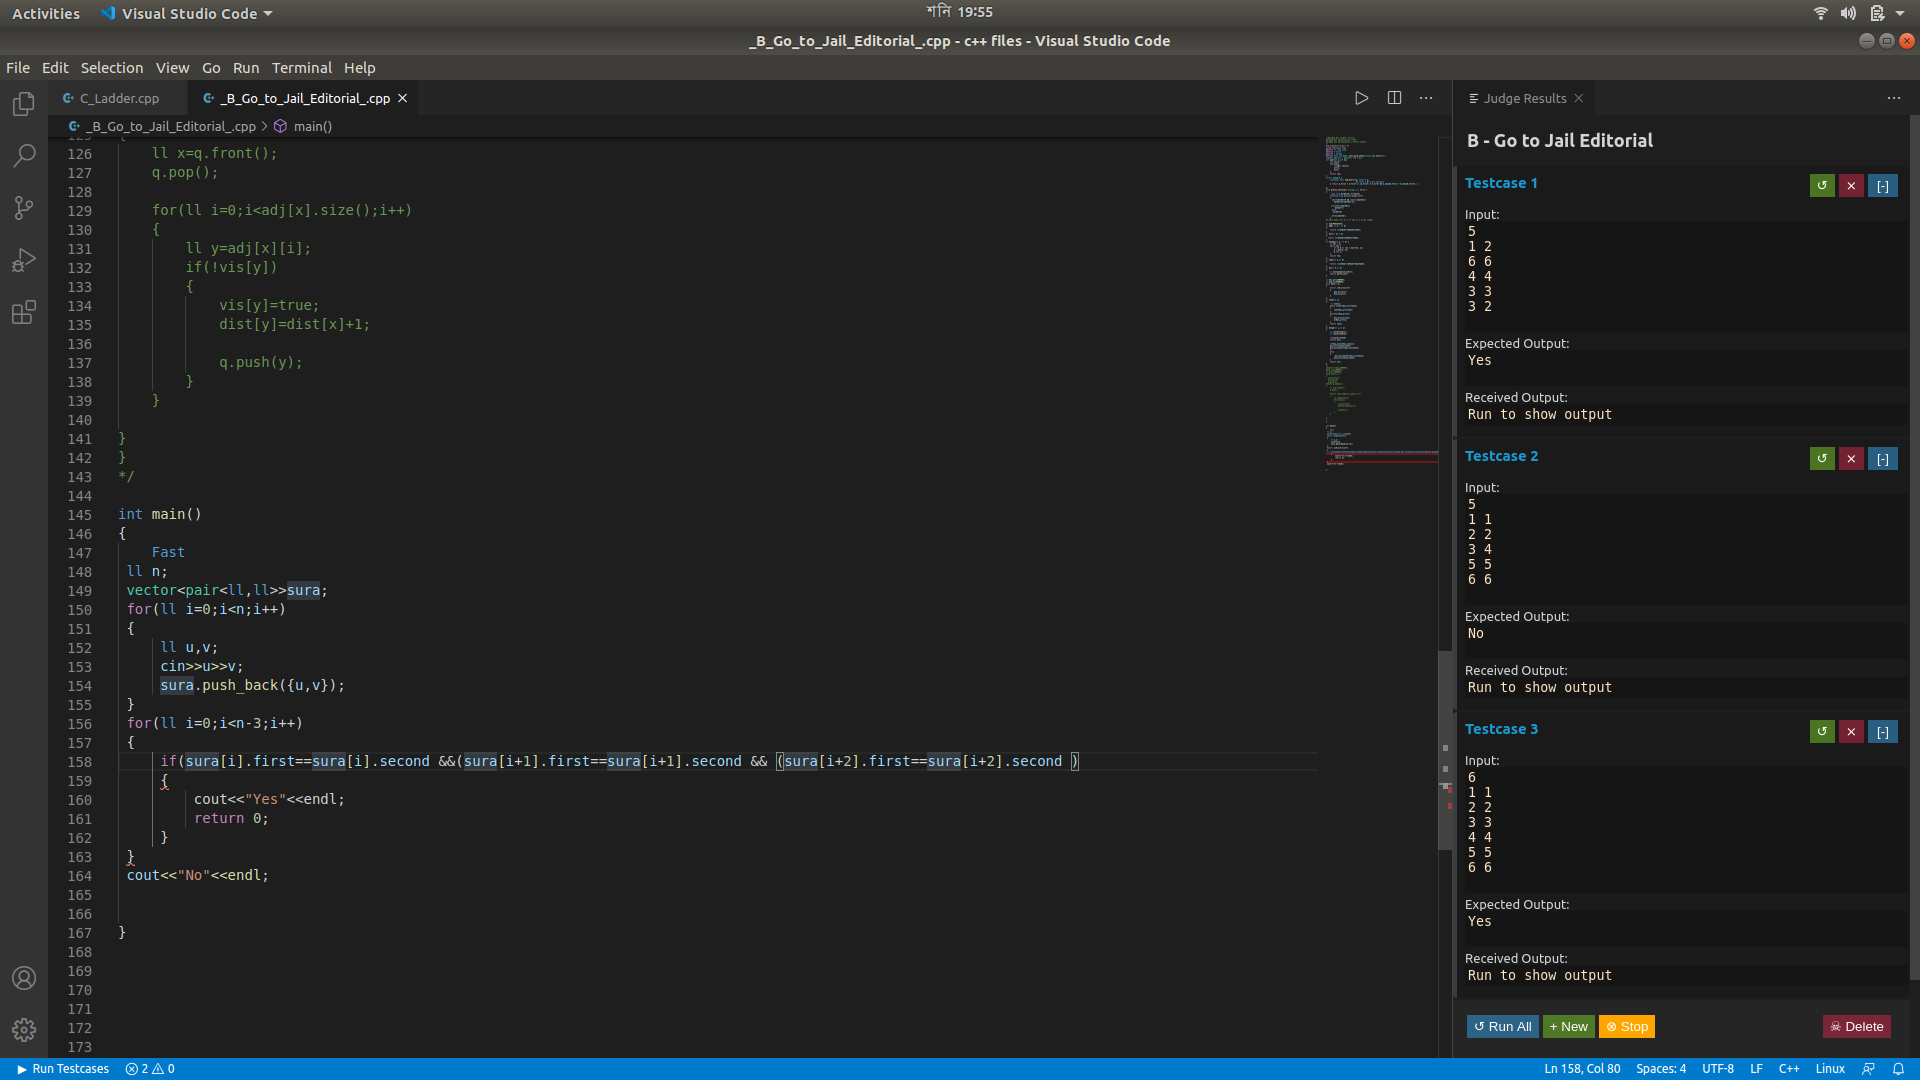 Activities
Visual Studio Code
শনি 19:55
_B_Go_to_Jail_Editorial_.cpp - c++ files - Visual Studio Code
File Edit Selection View Go Run Terminal Help
C_Ladder.cpp
_B_Go_to_Jail_Editorial_.cpp
_B_Go_to_Jail_Editorial_.cpp > main()
126 ll x=q.front();
127 q.pop();
128
129 for(ll i=0;i<adj[x].size();i++)
130 {
131 ll y=adj[x][i];
132 if(!vis[y])
133 {
134 vis[y]=true;
135 dist[y]=dist[x]+1;
136
137 q.push(y);
138 }
139 }
140
141 }
142 }
143 */
144
145 int main()
146 {
147 Fast
148 ll n;
149 vector<pair<ll,ll>>sura;
150 for(ll i=0;i<n;i++)
151 {
152 ll u,v;
153 cin>>u>>v;
154 sura.push_back({u,v});
155 }
156 for(ll i=0;i<n-3;i++)
157 {
158 if(sura[i].first==sura[i].second &&(sura[i+1].first==sura[i+1].second && (sura[i+2].first==sura[i+2].second )
159 {
160 cout<<"Yes"<<endl;
161 return 0;
162 }
163 }
164 cout<<"No"<<endl;
165
166
167 }
168
169
170
171
172
173
Judge Results
B - Go to Jail Editorial
Testcase 1
[-]
Input:
5
1 2
6 6
4 4
3 3
3 2
Expected Output:
Yes
Received Output:
Run to show output
Testcase 2
[-]
Input:
5
1 1
2 2
3 4
5 5
6 6
Expected Output:
No
Received Output:
Run to show output
Testcase 3
[-]
Input:
6
1 1
2 2
3 3
4 4
5 5
6 6
Expected Output:
Yes
Received Output:
Run to show output
Run All
+ New
Stop
Delete
Run Testcases
2 0
Ln 158, Col 80
Spaces: 4
UTF-8
LF
C++
Linux